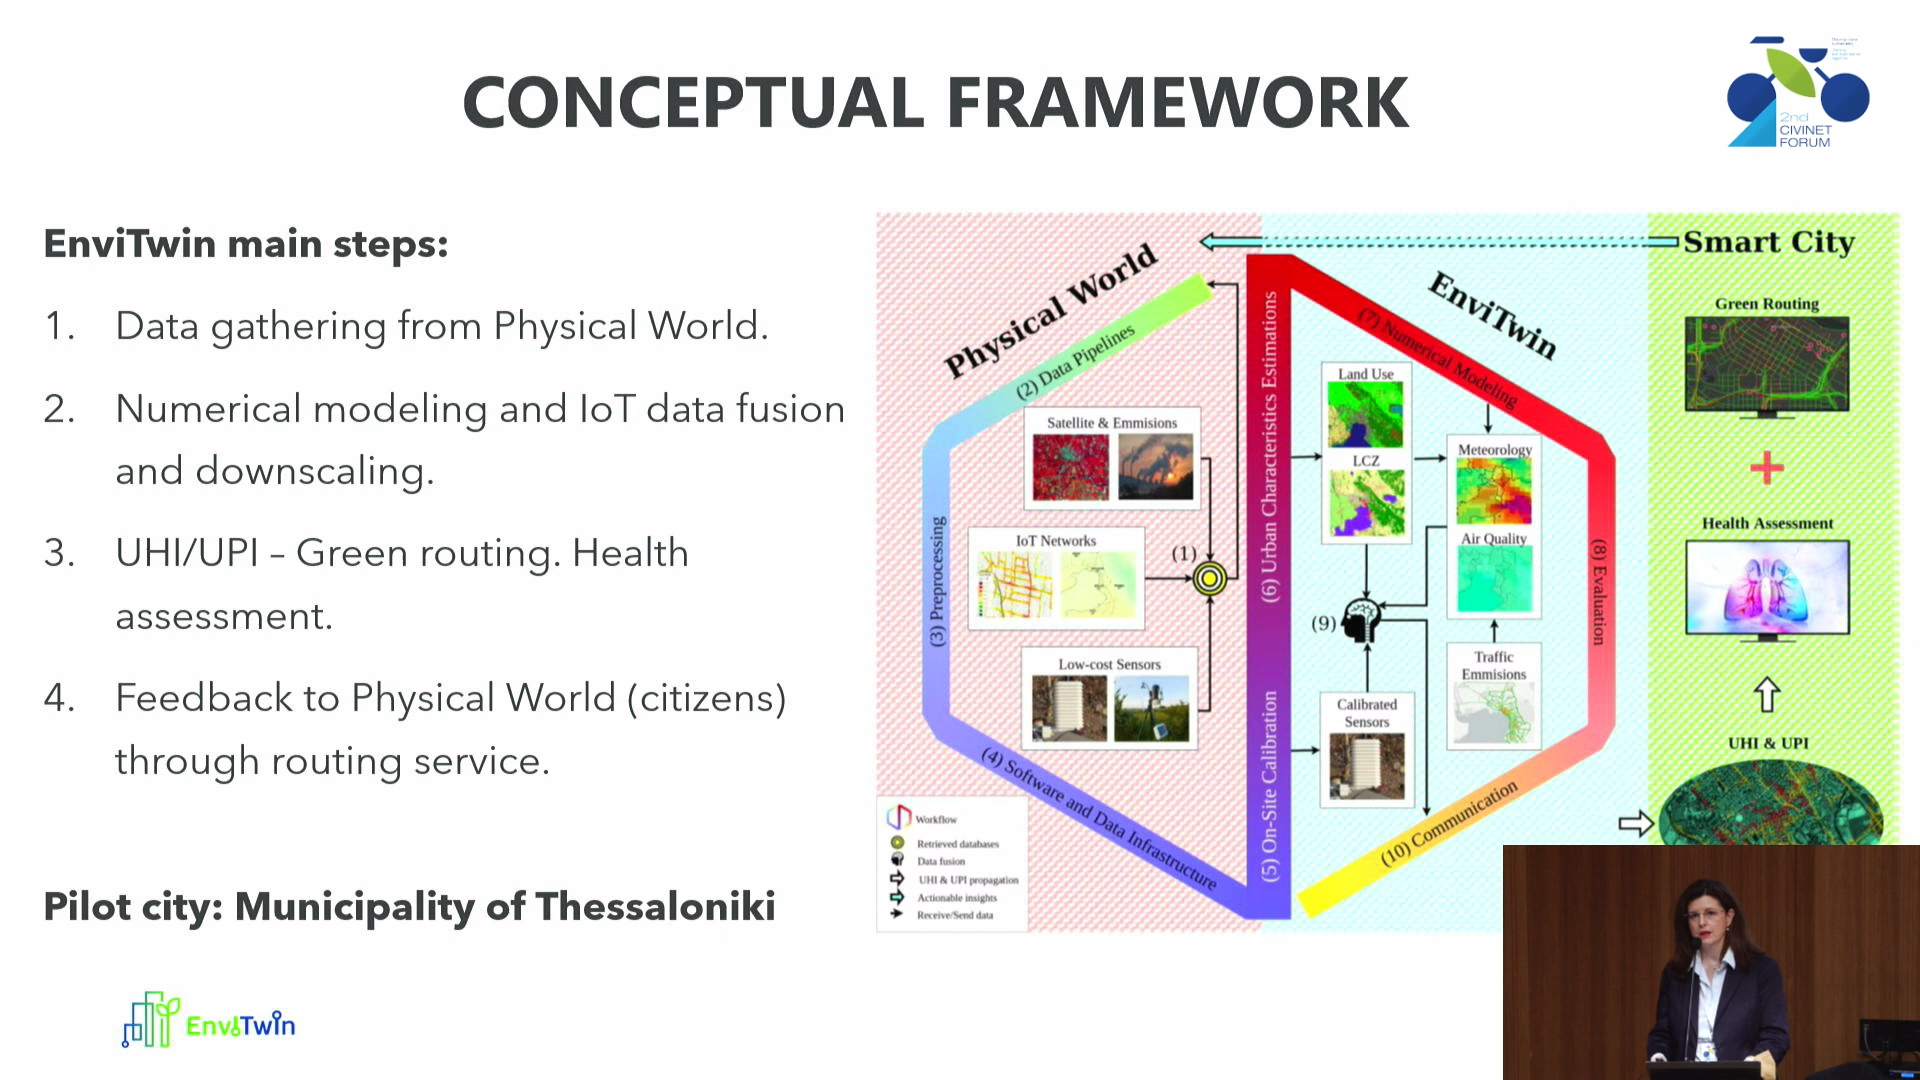 CONCEPTUAL FRAMEWORK
2nd
CIVINET
FORUM
EnviTwin main steps:
1. Data gathering from Physical World.
2. Numerical modeling and IoT data fusion
and downscaling.
3. UHI/UPI – Green routing. Health
assessment.
4. Feedback to Physical World (citizens)
through routing service.
Pilot city: Municipality of Thessaloniki
EnviTwin
Physical World
EnviTwin
Smart City
(2) Data Pipelines
(3) Preprocessing
(4) Software and Data Infrastructure
(5) On-Site Calibration
(6) Urban Characteristics Estimations
(7) Numerical Modeling
(8) Evaluation
(10) Communication
Satellite & Emmisions
IoT Networks
(1)
Low-cost Sensors
Land Use
LCZ
Meteorology
Air Quality
(9)
Traffic
Emmisions
Calibrated
Sensors
Green Routing
Health Assessment
UHI & UPI
Workflow
Retrieved databases
Data fusion
UHI & UPI propagation
Actionable insights
Receive/Send data